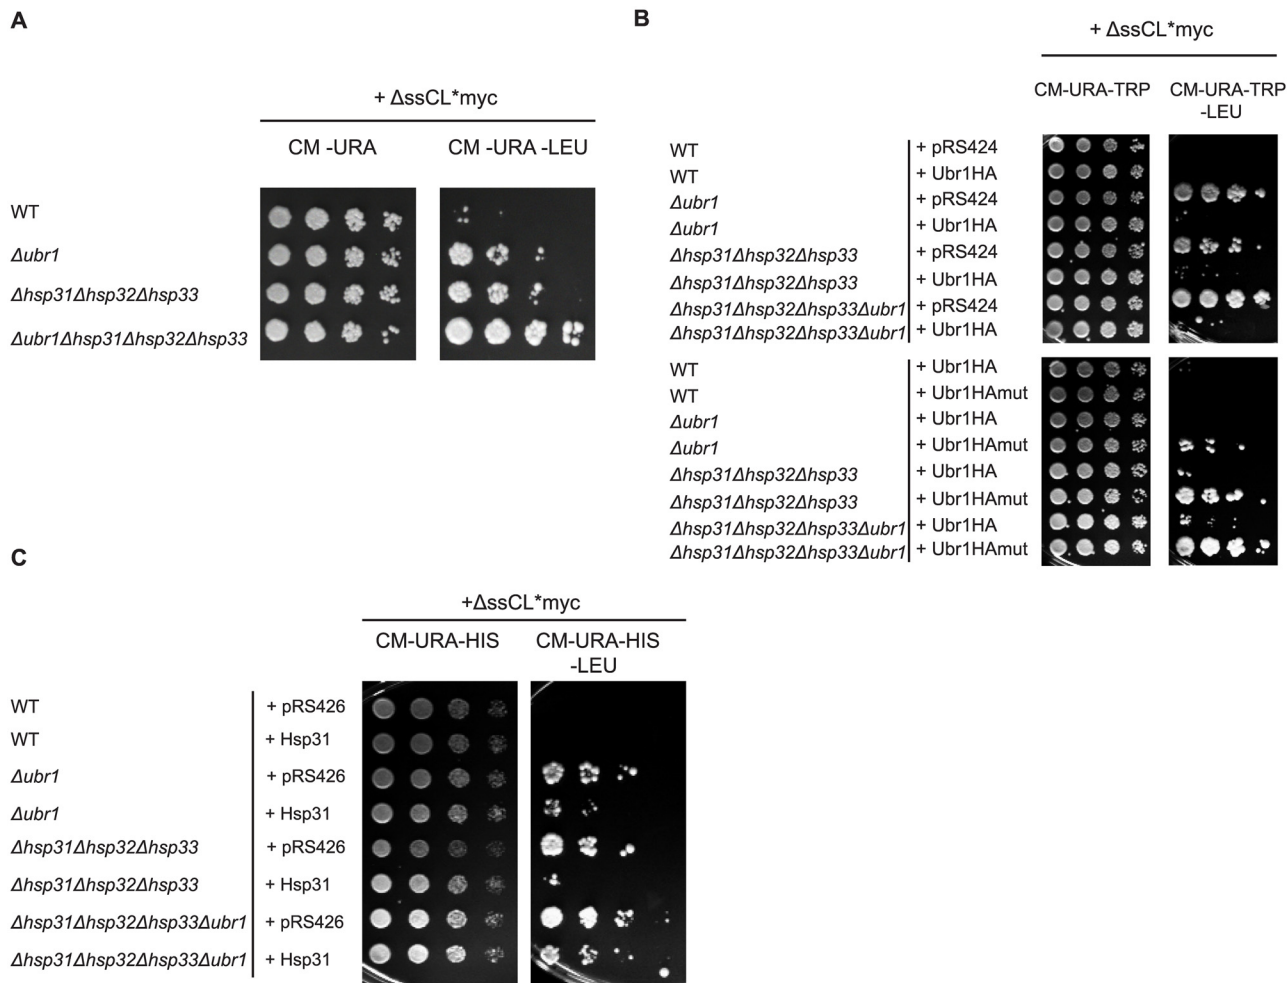 A
+ ΔssCL*myc
CM -URA
CM -URA -LEU
WT
Δubr1
Δhsp31Δhsp32Δhsp33
Δubr1Δhsp31Δhsp32Δhsp33
B
+ ΔssCL*myc
CM-URA-TRP
CM-URA-TRP
-LEU
WT + pRS424
WT + Ubr1HA
Δubr1 + pRS424
Δubr1 + Ubr1HA
Δhsp31Δhsp32Δhsp33 + pRS424
Δhsp31Δhsp32Δhsp33 + Ubr1HA
Δhsp31Δhsp32Δhsp33Δubr1 + pRS424
Δhsp31Δhsp32Δhsp33Δubr1 + Ubr1HA
WT + Ubr1HA
WT + Ubr1HAmut
Δubr1 + Ubr1HA
Δubr1 + Ubr1HAmut
Δhsp31Δhsp32Δhsp33 + Ubr1HA
Δhsp31Δhsp32Δhsp33 + Ubr1HAmut
Δhsp31Δhsp32Δhsp33Δubr1 + Ubr1HA
Δhsp31Δhsp32Δhsp33Δubr1 + Ubr1HAmut
C
+ΔssCL*myc
CM-URA-HIS
CM-URA-HIS
-LEU
WT + pRS426
WT + Hsp31
Δubr1 + pRS426
Δubr1 + Hsp31
Δhsp31Δhsp32Δhsp33 + pRS426
Δhsp31Δhsp32Δhsp33 + Hsp31
Δhsp31Δhsp32Δhsp33Δubr1 + pRS426
Δhsp31Δhsp32Δhsp33Δubr1 + Hsp31